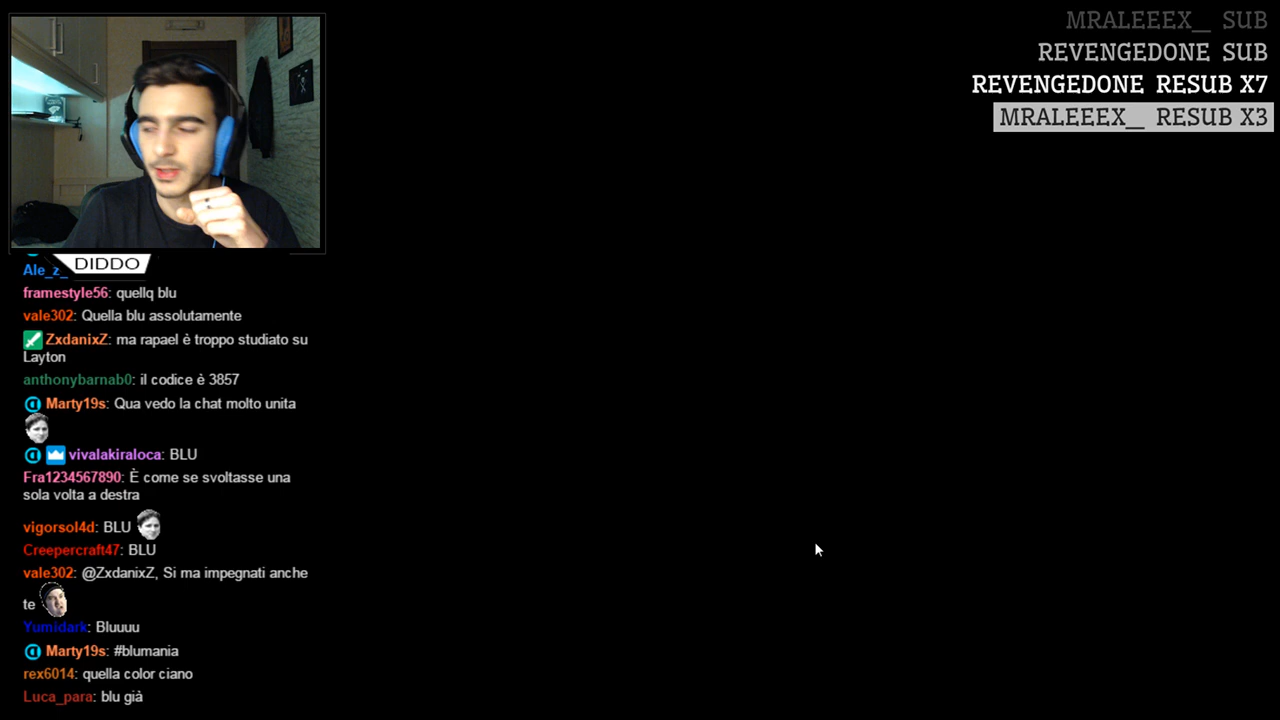 MRALEEEX_ SUB
REVENGEDONE SUB
REVENGEDONE RESUB X7
MRALEEEX_ RESUB X3
DIDDO
Ale_z_
framestyle56: quellq blu
vale302: Quella blu assolutamente
ZxdanixZ: ma rapael è troppo studiato su
Layton
anthonybarnab0: il codice è 3857
Marty19s: Qua vedo la chat molto unita
vivalakiraloca: BLU
Fra1234567890: È come se svoltasse una
sola volta a destra
vigorsol4d: BLU
Creepercraft47: BLU
vale302: @ZxdanixZ, Si ma impegnati anche
te
Yumidark: Bluuuu
Marty19s: #blumania
rex6014: quella color ciano
Luca_para: blu già